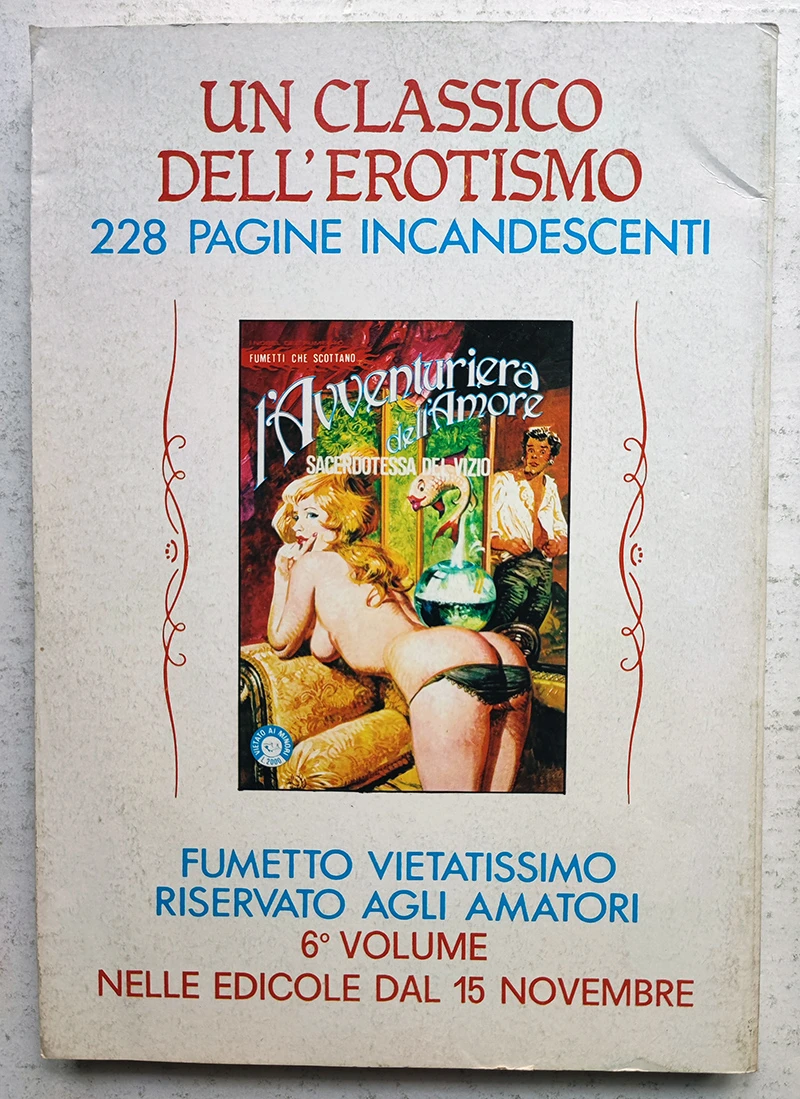 UN CLASSICO
DELL'EROTISMO
228 PAGINE INCANDESCENTI
FUMETTI CHE SCOTTANO...
l'Avventuriera
dell'Amore
SACERDOTESSA DEL VIZIO
VIETATO AI MINORI
L. 2000
FUMETTO VIETATISSIMO
RISERVATO AGLI AMATORI
6° VOLUME
NELLE EDICOLE DAL 15 NOVEMBRE